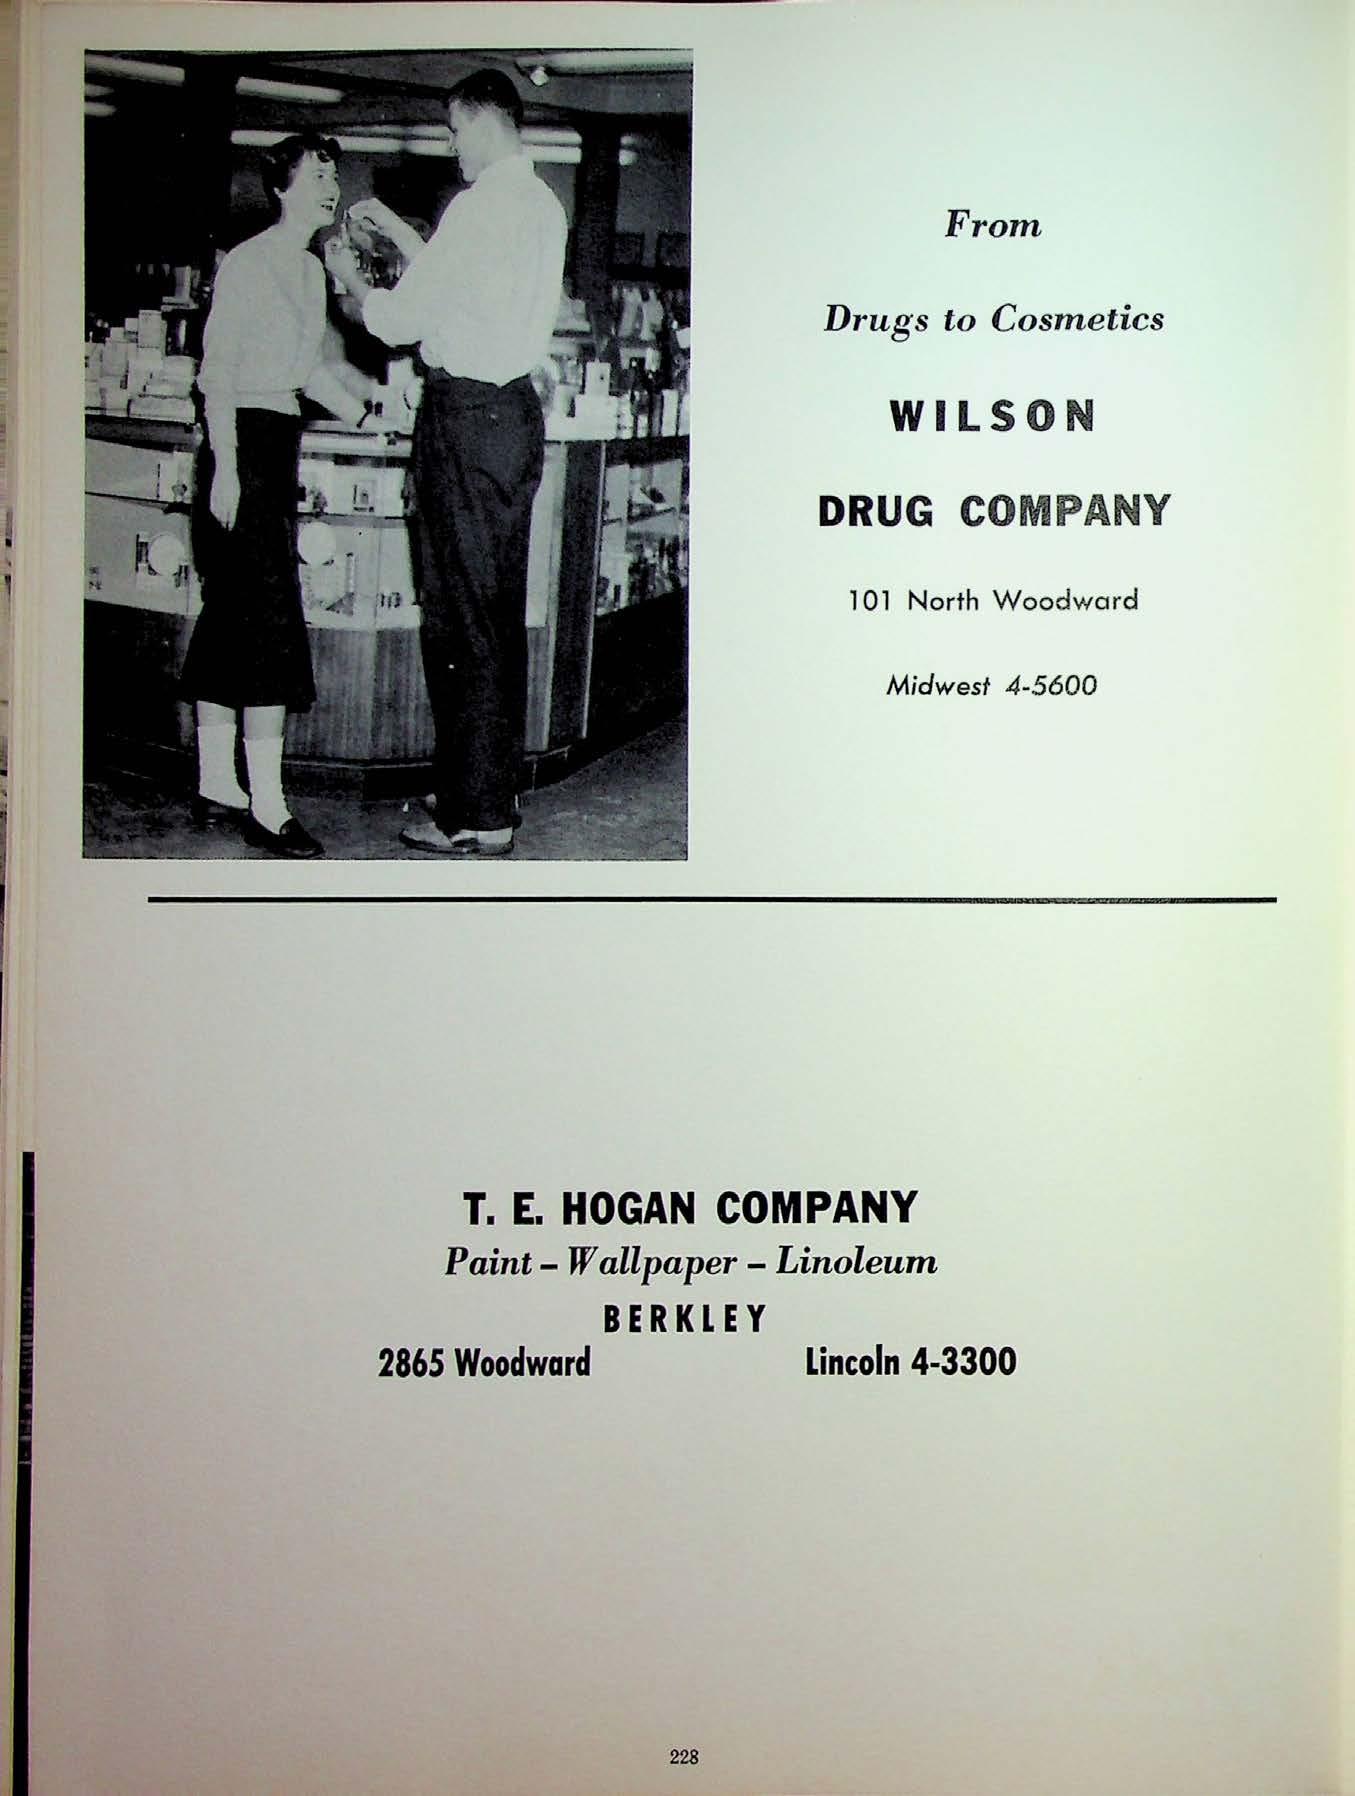 From
Drugs to Cosmetics
WILSON
DRUG COMPANY
101 North Woodward
Midwest 4-5600
T. E. HOGAN COMPANY
Paint – Wallpaper – Linoleum
BERKLEY
2865 Woodward Lincoln 4-3300
228